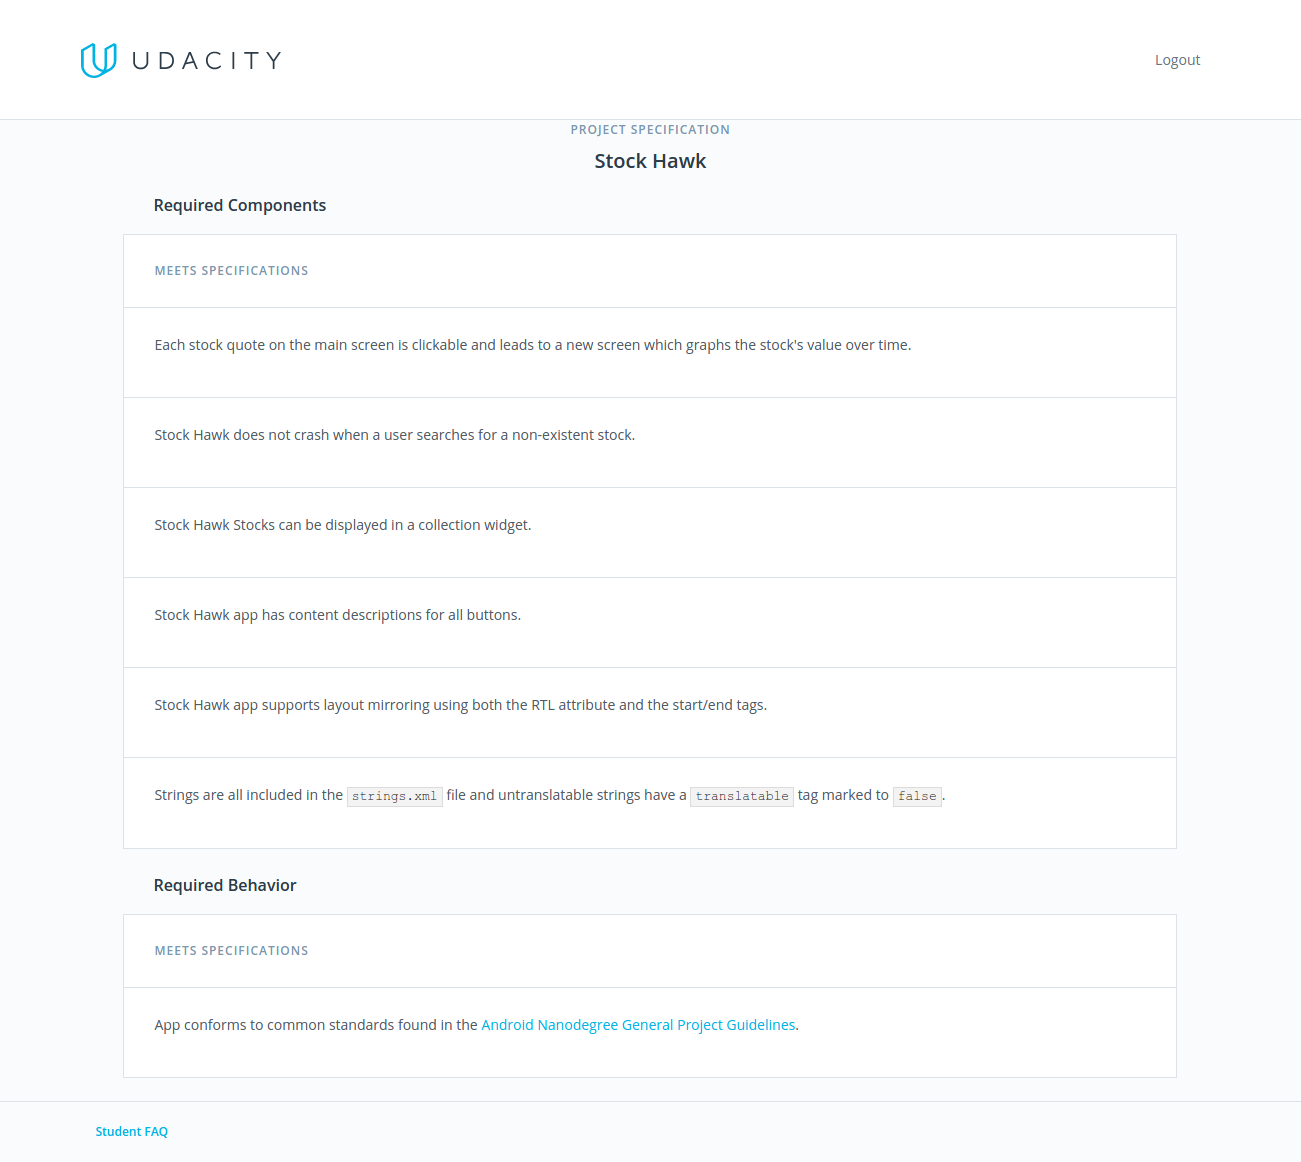 UDACITY
Logout
PROJECT SPECIFICATION
Stock Hawk
Required Components
MEETS SPECIFICATIONS
Each stock quote on the main screen is clickable and leads to a new screen which graphs the stock's value over time.
Stock Hawk does not crash when a user searches for a non-existent stock.
Stock Hawk Stocks can be displayed in a collection widget.
Stock Hawk app has content descriptions for all buttons.
Stock Hawk app supports layout mirroring using both the RTL attribute and the start/end tags.
Strings are all included in the strings.xml file and untranslatable strings have a translatable tag marked to false.
Required Behavior
MEETS SPECIFICATIONS
App conforms to common standards found in the Android Nanodegree General Project Guidelines.
Student FAQ